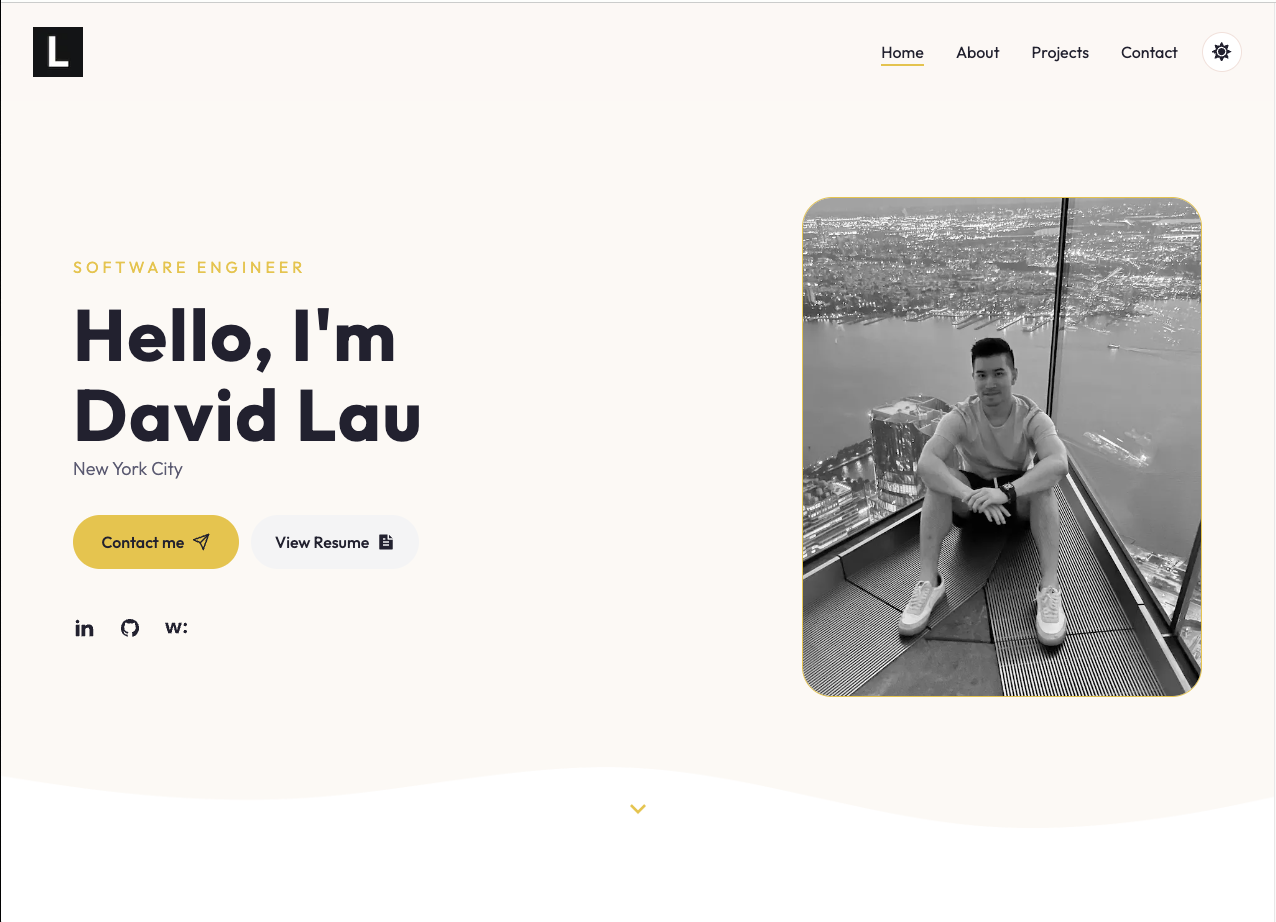 L
Home About Projects Contact
SOFTWARE ENGINEER
Hello, I'm
David Lau
New York City
Contact me View Resume
in w: